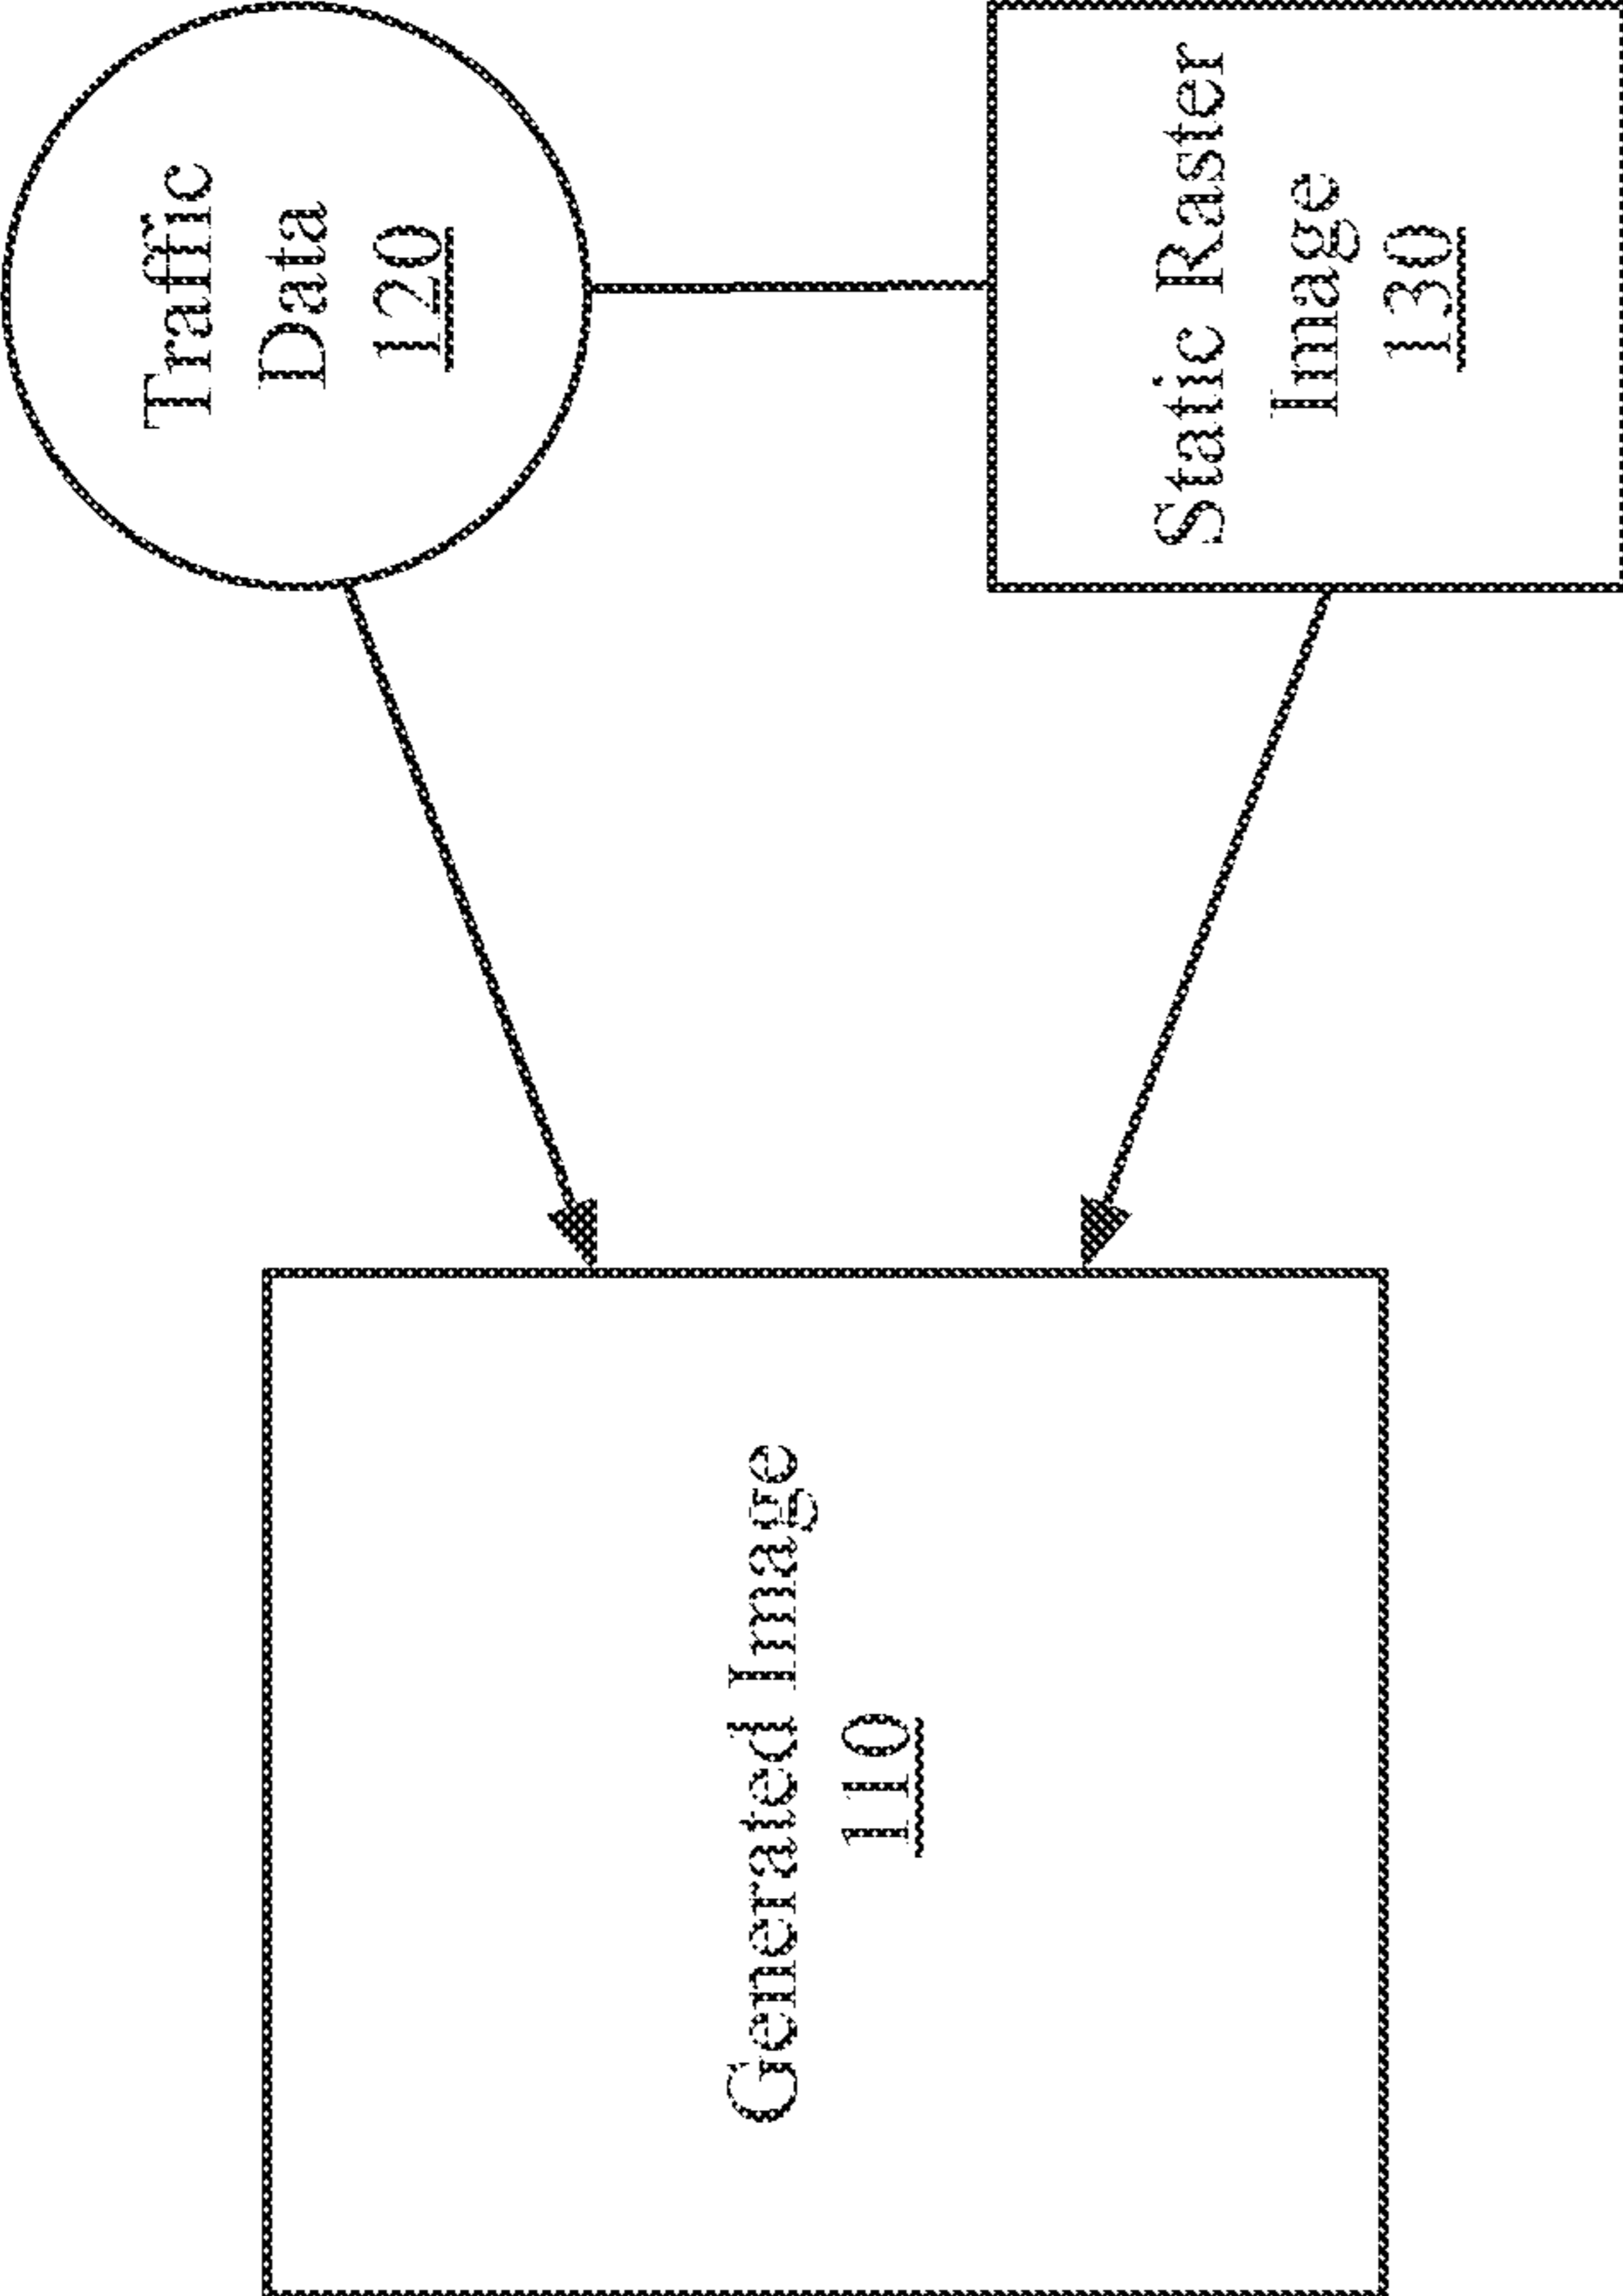 Traffic
Data
120
Static Raster
Image
130
Generated Image
110